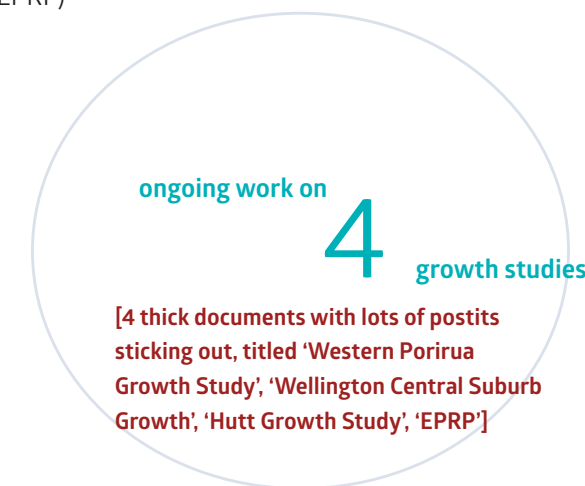 EPRP)
ongoing work on
4
growth studies
[4 thick documents with lots of postits
sticking out, titled ‘Western Porirua
Growth Study’, ‘Wellington Central Suburb
Growth’, ‘Hutt Growth Study’, ‘EPRP’]